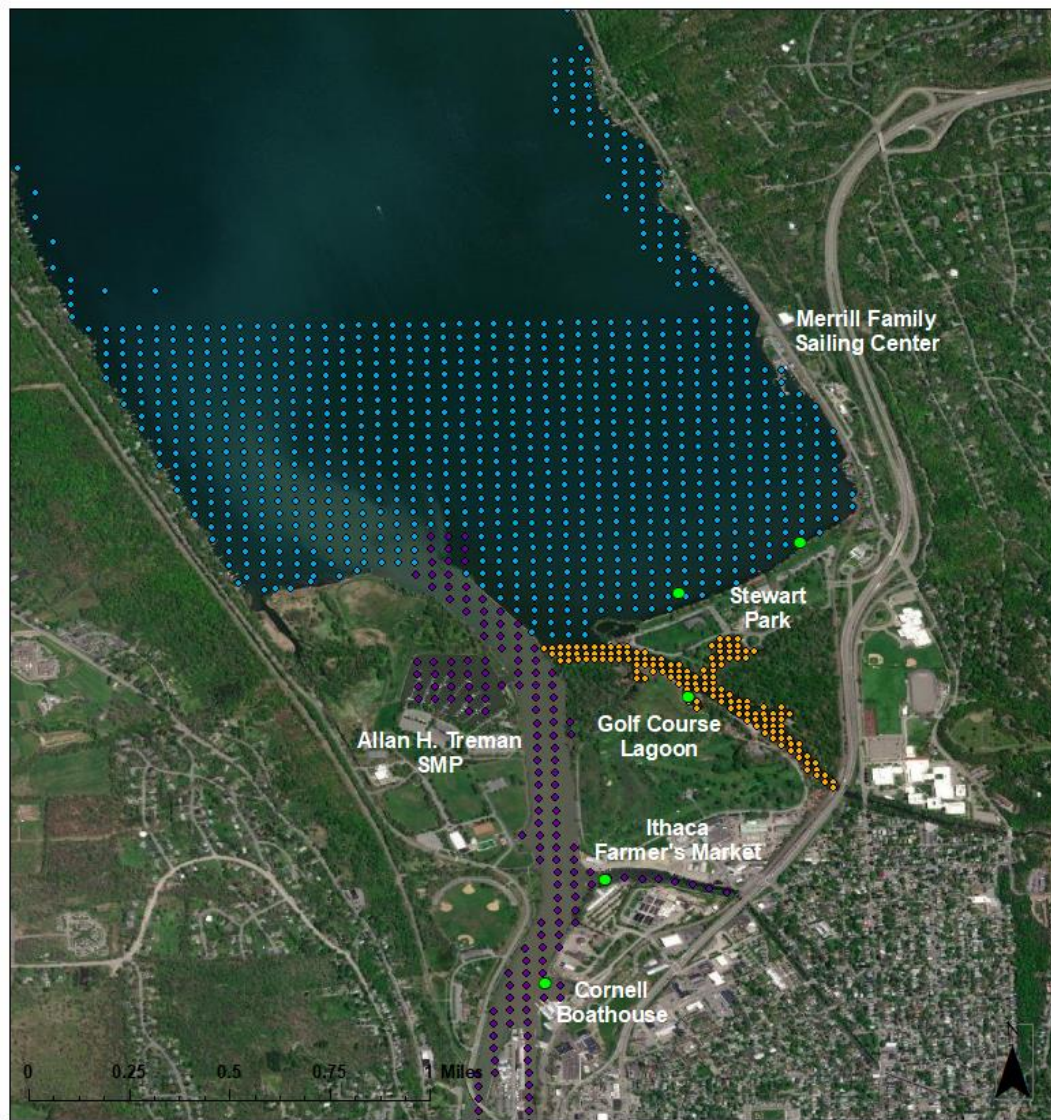 Merrill Family
Sailing Center
Stewart
Park
Golf Course
Lagoon
Allan H. Treman
SMP
Ithaca
Farmer's Market
Cornell
Boathouse
0 0.25 0.5 0.75 1 Miles
N